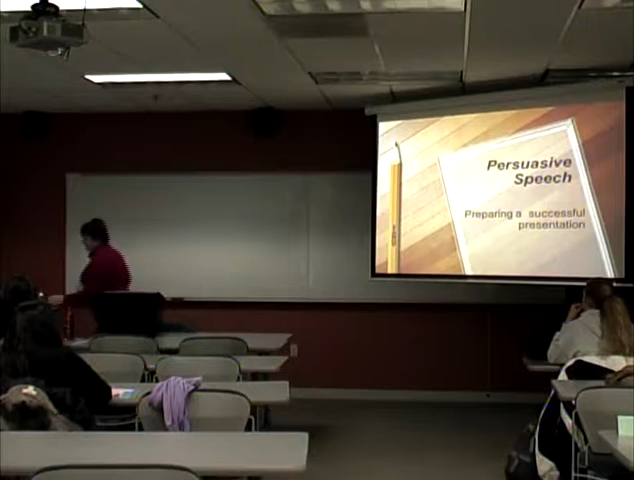 Persuasive
Speech
Preparing a successful
presentation